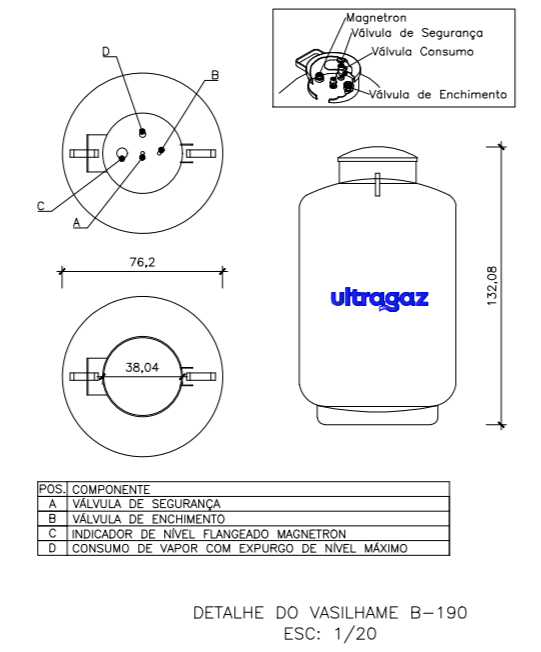 Magnetron
Válvula de Segurança
Válvula Consumo
Válvula de Enchimento
D
B
C
A
76,2
132,08
ultragaz
38,04
POS. COMPONENTE
A VÁLVULA DE SEGURANÇA
B VÁLVULA DE ENCHIMENTO
C INDICADOR DE NÍVEL FLANGEADO MAGNETRON
D CONSUMO DE VAPOR COM EXPURGO DE NÍVEL MÁXIMO
DETALHE DO VASILHAME B-190
ESC: 1/20